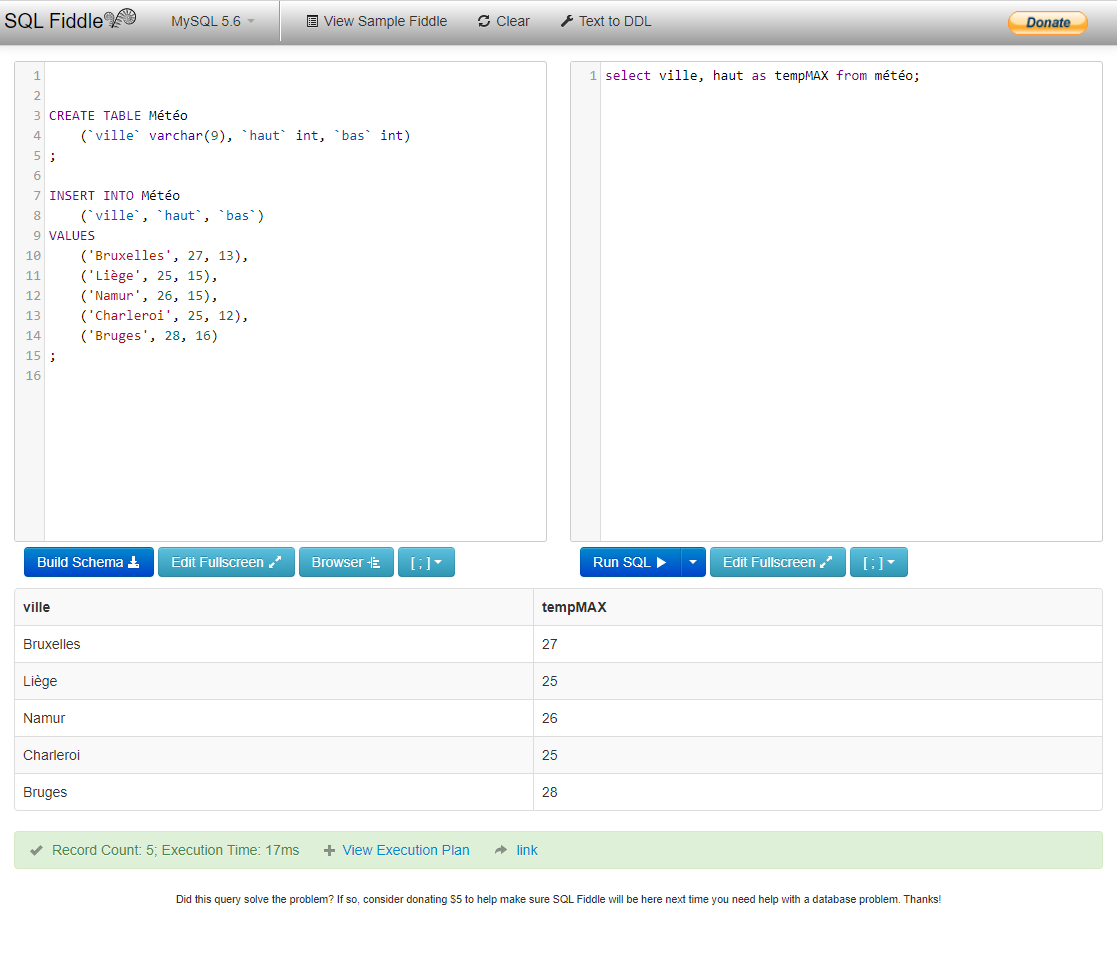 SQL Fiddle MySQL 5.6 View Sample Fiddle Clear Text to DDL Donate
1
2
3 CREATE TABLE Météo
4 (`ville` varchar(9), `haut` int, `bas` int)
5 ;
6
7 INSERT INTO Météo
8 (`ville`, `haut`, `bas`)
9 VALUES
10 ('Bruxelles', 27, 13),
11 ('Liège', 25, 15),
12 ('Namur', 26, 15),
13 ('Charleroi', 25, 12),
14 ('Bruges', 28, 16)
15 ;
16
1 select ville, haut as tempMAX from météo;
Build Schema Edit Fullscreen Browser [ ; ]
Run SQL Edit Fullscreen [ ; ]
ville tempMAX
Bruxelles 27
Liège 25
Namur 26
Charleroi 25
Bruges 28
Record Count: 5; Execution Time: 17ms View Execution Plan link
Did this query solve the problem? If so, consider donating $5 to help make sure SQL Fiddle will be here next time you need help with a database problem. Thanks!